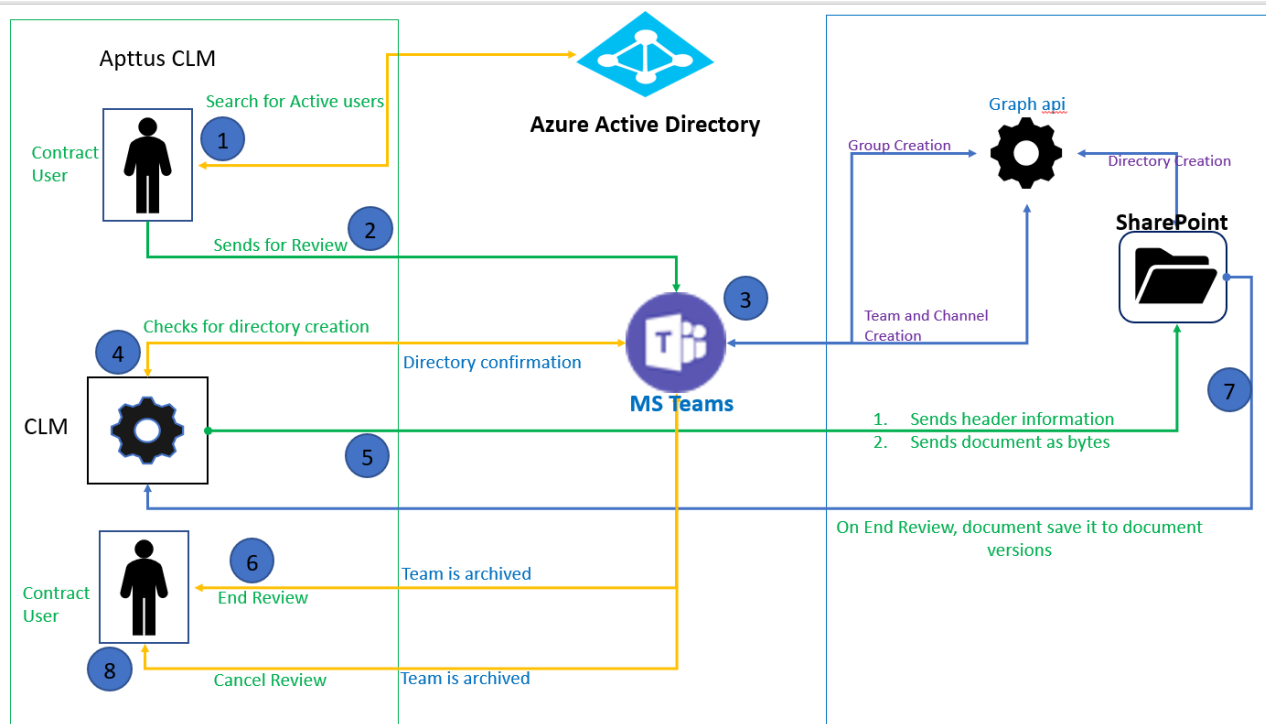 Apttus CLM
Search for Active users
1
Contract
User
Azure Active Directory
Graph api
Group Creation
Directory Creation
SharePoint
Sends for Review
2
3
Team and Channel
Creation
Checks for directory creation
4
Directory confirmation
MS Teams
7
CLM
5
1. Sends header information
2. Sends document as bytes
On End Review, document save it to document
versions
6
Team is archived
End Review
Contract
User
8
Cancel Review
Team is archived
T